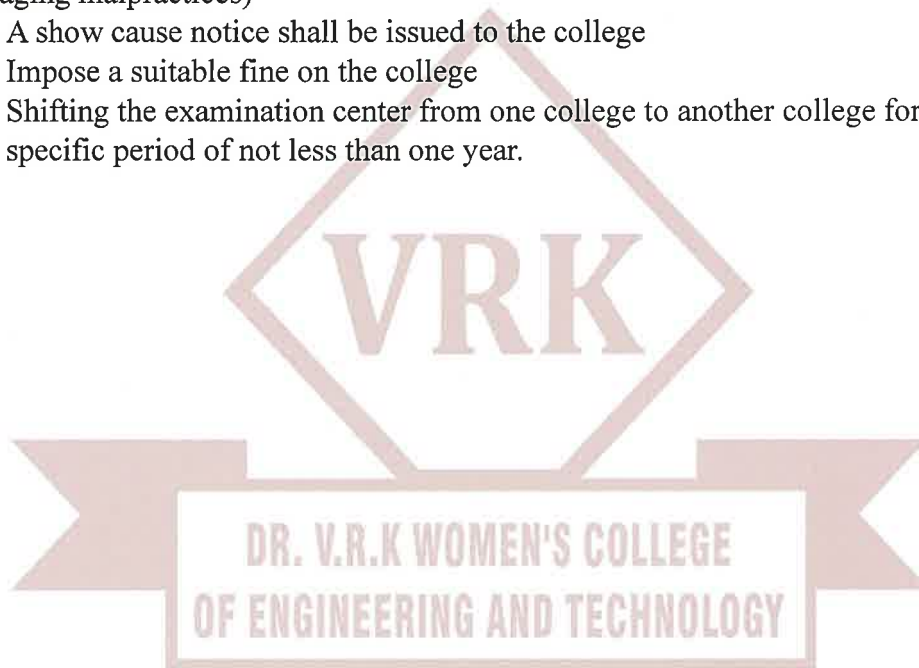 malpractices)
A show cause notice shall be issued to the college
Impose a suitable fine on the college
Shifting the examination center from one college to another college for
specific period of not less than one year.
VRK
DR. V.R.K WOMEN'S COLLEGE
OF ENGINEERING AND TECHNOLOGY